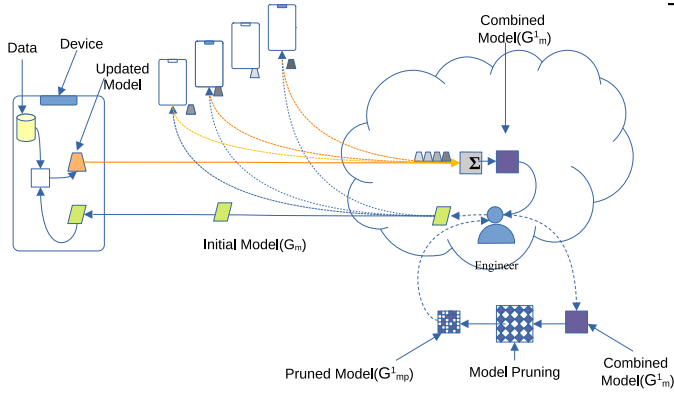 Combined
Model(G¹ₘ)
Data
Device
Updated
Model
Σ
Initial Model(Gₘ)
Engineer
Pruned Model(G¹ₘₚ)
Model Pruning
Combined
Model(G¹ₘ)